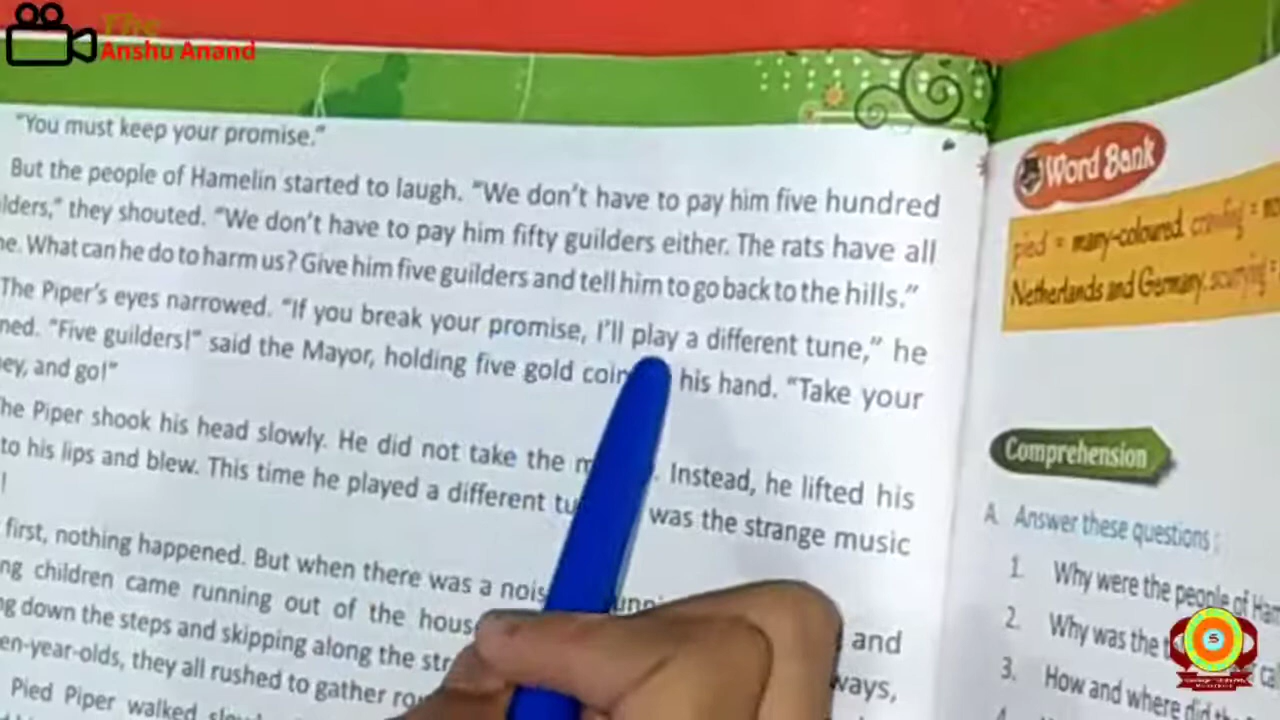 The
Anshu Anand
"You must keep your promise."
But the people of Hamelin started to laugh. "We don't have to pay him five hundred
ilders," they shouted. "We don't have to pay him fifty guilders either. The rats have all
ne. What can he do to harm us? Give him five guilders and tell him to go back to the hills."
The Piper's eyes narrowed. "If you break your promise, I'll play a different tune," he
ned. "Five guilders!" said the Mayor, holding five gold coin his hand. "Take your
ey, and go!"
he Piper shook his head slowly. He did not take the m . Instead, he lifted his
to his lips and blew. This time he played a different tu was the strange music
!
first, nothing happened. But when there was a nois and
ng children came running out of the hous
ng down the steps and skipping along the str ways,
en-year-olds, they all rushed to gather
Pied Piper walked
Word Bank
pied = many-coloured. crawling =
Netherlands and Germany. scurrying =
Comprehension
A. Answer these questions :
1. Why were the people of Ham
2. Why was the
3. How and where did
S